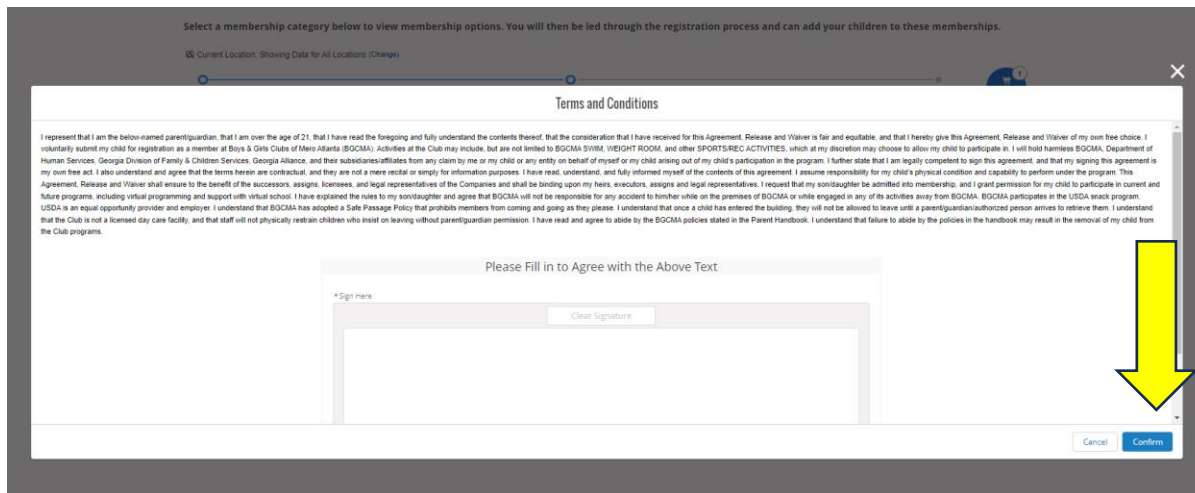 Select a membership category below to view membership options. You will then be led through the registration process and can add your children to these memberships.
Current Location: Showing Data for All Locations (Change)
1
Terms and Conditions
I represent that I am the below-named parent/guardian, that I am over the age of 21, that I have read the foregoing and fully understand the contents thereof, that the consideration that I have received for this Agreement, Release and Waiver is fair and equitable, and that I hereby give this Agreement, Release and Waiver of my own free choice. I
voluntarily submit my child for registration as a member at Boys & Girls Clubs of Mero Atlanta (BGCMA). Activities at the Club may include, but are not limited to BGCMA SWIM, WEIGHT ROOM, and other SPORTS/REC ACTIVITIES, which at my discretion may choose to allow my child to participate in. I will hold harmless BGCMA, Department of
Human Services, Georgia Division of Family & Children Services, Georgia Alliance, and their subsidiaries/affiliates from any claim by me or my child or any entity on behalf of myself or my child arising out of my child's participation in the program. I further state that I am legally competent to sign this agreement, and that my signing this agreement is
my own free act. I also understand and agree that the terms herein are contractual, and they are not a mere recital or simply for information purposes. I have read, understand, and fully informed myself of the contents of this agreement. I assume responsibility for my child's physical condition and capability to perform under the program. This
Agreement, Release and Waiver shall ensure to the benefit of the successors, assigns, licensees, and legal representatives of the Companies and shall be binding upon my heirs, executors, assigns and legal representatives. I request that my son/daughter be admitted into membership, and I grant permission for my child to participate in current and
future programs, including virtual programming and support with virtual school. I have explained the rules to my son/daughter and agree that BGCMA will not be responsible for any accident to him/her while on the premises of BGCMA or while engaged in any of its activities away from BGCMA. BGCMA participates in the USDA snack program.
USDA is an equal opportunity provider and employer. I understand that BGCMA has adopted a Safe Passage Policy that prohibits members from coming and going as they please. I understand that once a child has entered the building, they will not be allowed to leave until a parent/guardian/authorized person arrives to retrieve them. I understand
that the Club is not a licensed day care facility, and that staff will not physically restrain children who insist on leaving without parent/guardian permission. I have read and agree to abide by the BGCMA policies stated in the Parent Handbook. I understand that failure to abide by the policies in the handbook may result in the removal of my child from
the Club programs.
Please Fill in to Agree with the Above Text
*Sign Here
Clear Signature
Cancel Confirm